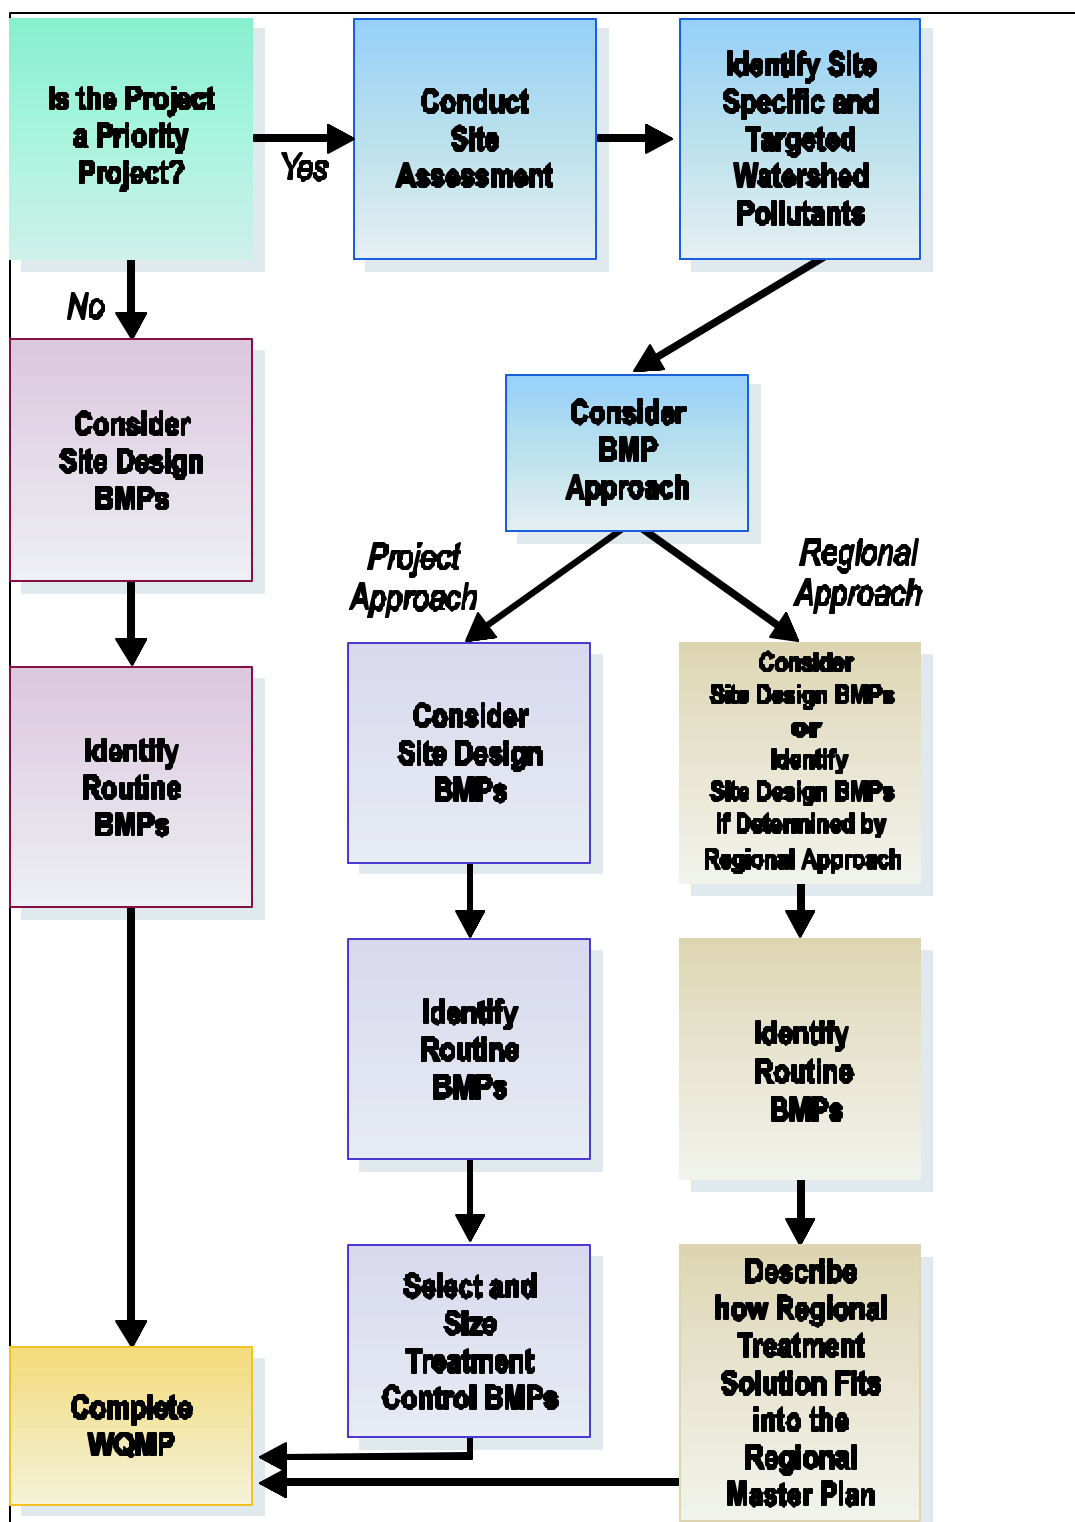 Is the Project
a Priority
Project?
Yes
Conduct
Site
Assessment
Identify Site
Specific and
Targeted
Watershed
Pollutants
No
Consider
Site Design
BMPs
Consider
BMP
Approach
Project
Approach
Regional
Approach
Identify
Routine
BMPs
Consider
Site Design
BMPs
Consider
Site Design BMPs
or
Identify
Site Design BMPs
if Determined by
Regional Approach
Identify
Routine
BMPs
Identify
Routine
BMPs
Select and
Size
Treatment
Control BMPs
Describe
how Regional
Treatment
Solution Fits
into the
Regional
Master Plan
Complete
WQMP